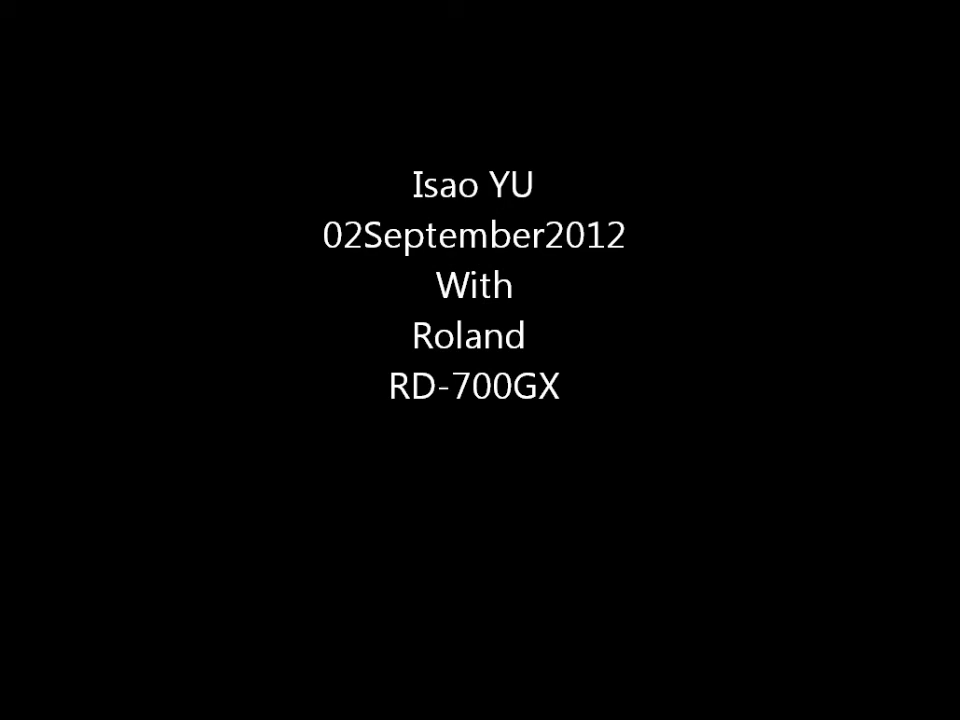 Isao YU
02September2012
With
Roland
RD-700GX